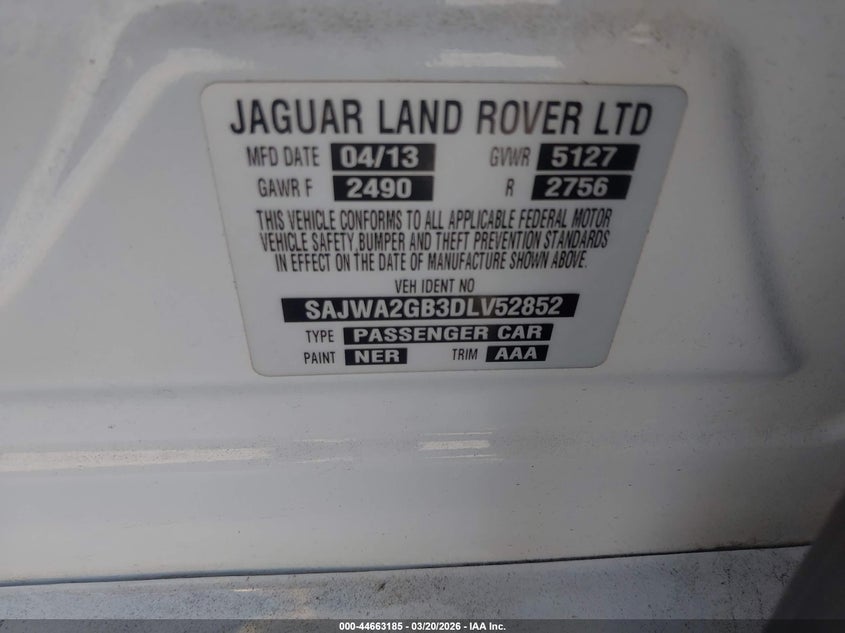 JAGUAR LAND ROVER LTD
MFD DATE 04/13 GVWR 5127
GAWR F 2490 R 2756
THIS VEHICLE CONFORMS TO ALL APPLICABLE FEDERAL MOTOR
VEHICLE SAFETY,BUMPER AND THEFT PREVENTION STANDARDS
IN EFFECT ON THE DATE OF MANUFACTURE SHOWN ABOVE.
VEH IDENT NO
SAJWA2GB3DLV52852
TYPE PASSENGER CAR
PAINT NER TRIM AAA
000-44663185 — 03/20/2026 — IAA Inc.